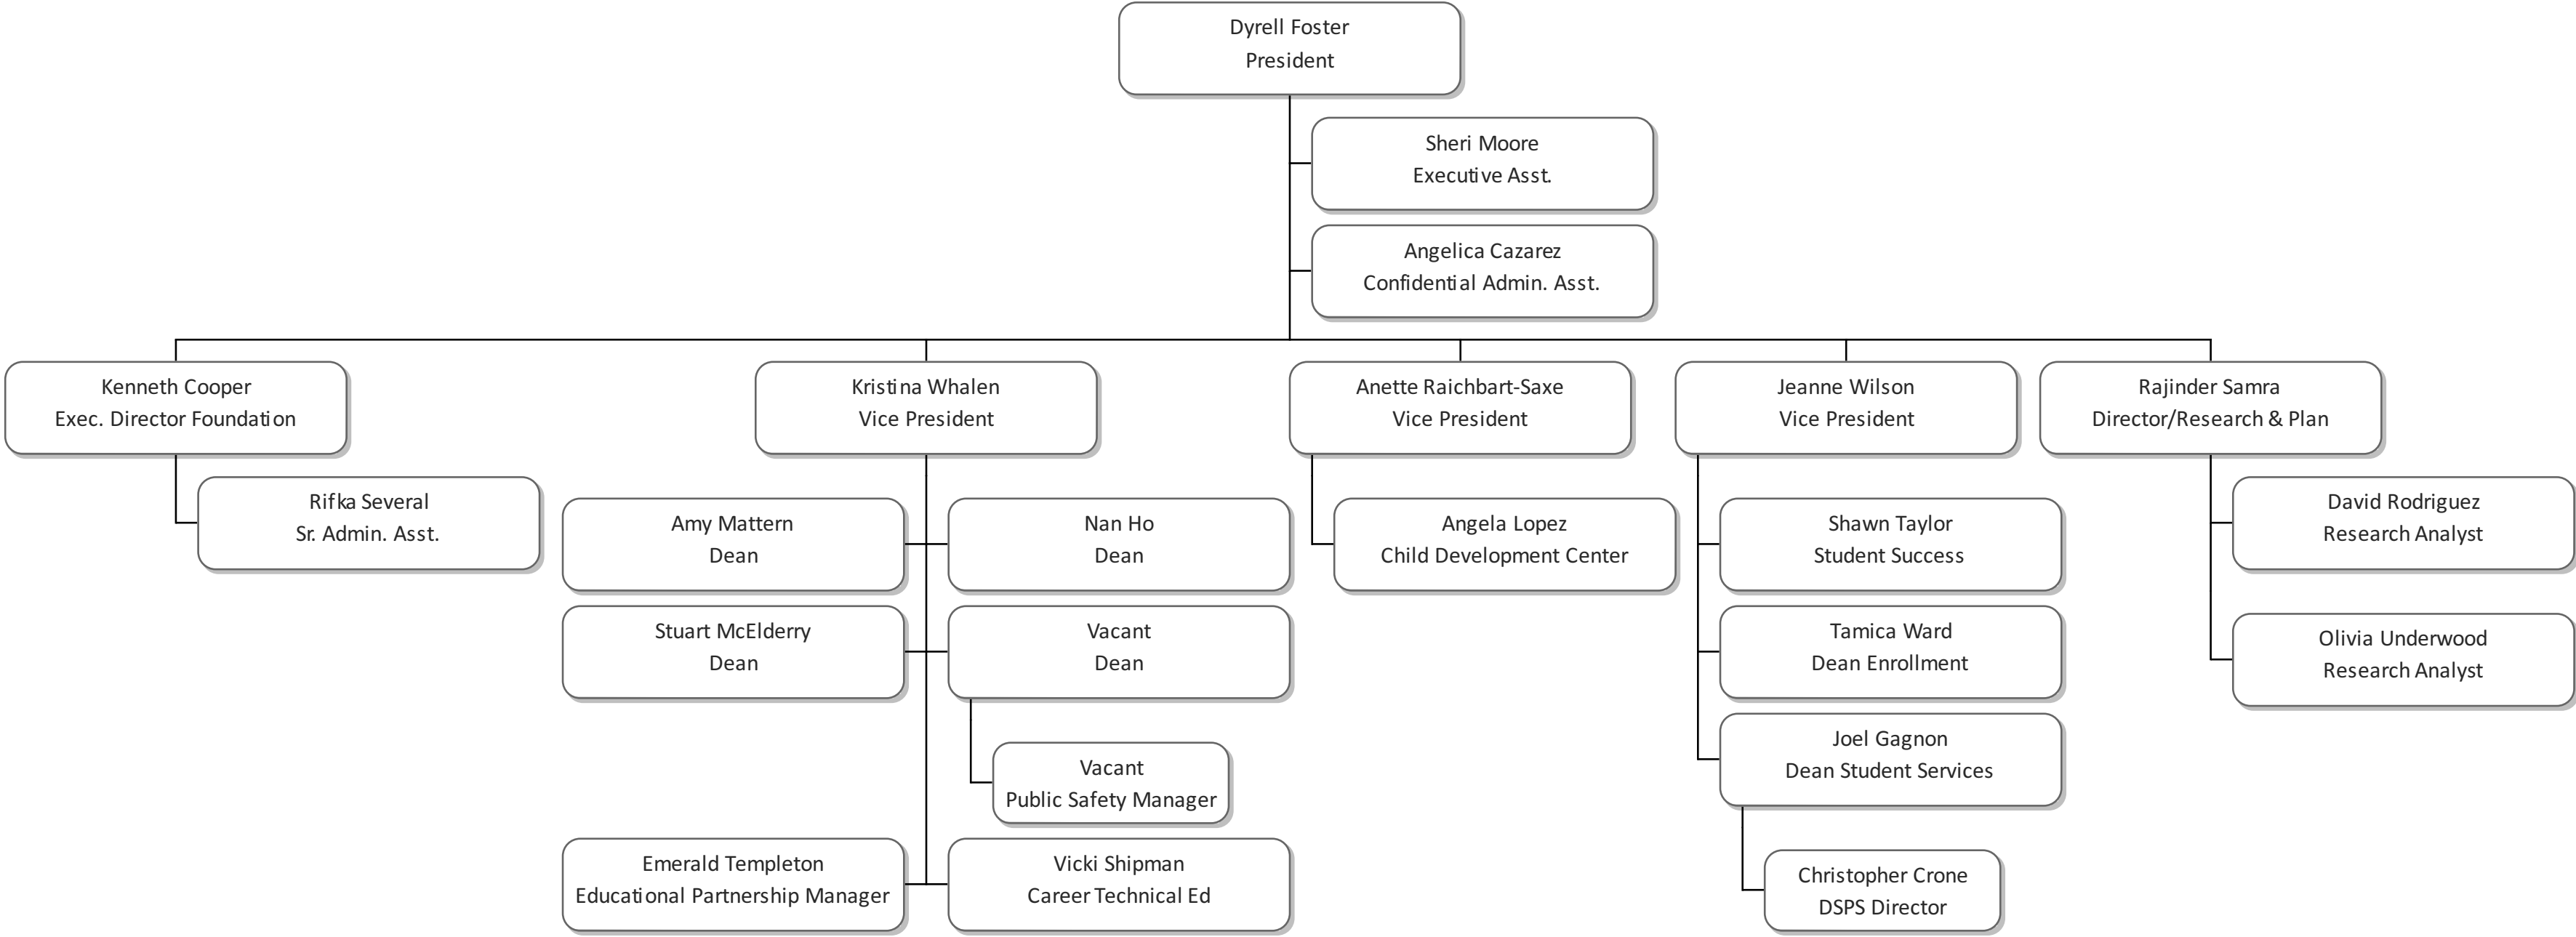 Dyrell Foster
President
Sheri Moore
Executive Asst.
Angelica Cazarez
Confidential Admin. Asst.
Kenneth Cooper
Exec. Director Foundation
Kristina Whalen
Vice President
Anette Raichbart-Saxe
Vice President
Jeanne Wilson
Vice President
Rajinder Samra
Director/Research & Plan
Rifka Several
Sr. Admin. Asst.
Amy Mattern
Dean
Nan Ho
Dean
Stuart McElderry
Dean
Vacant
Dean
Vacant
Public Safety Manager
Emerald Templeton
Educational Partnership Manager
Vicki Shipman
Career Technical Ed
Angela Lopez
Child Development Center
Shawn Taylor
Student Success
Tamica Ward
Dean Enrollment
Joel Gagnon
Dean Student Services
Christopher Crone
DSPS Director
David Rodriguez
Research Analyst
Olivia Underwood
Research Analyst